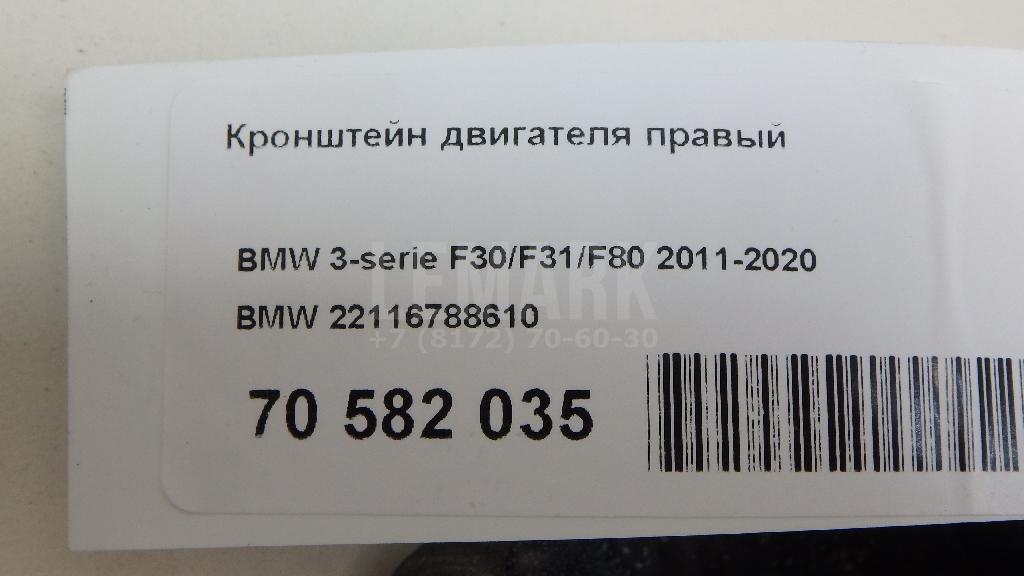 Кронштейн двигателя правый
BMW 3-serie F30/F31/F80 2011-2020
LEMARK
BMW 22116788610
+7 (8172) 70-60-30
70 582 035